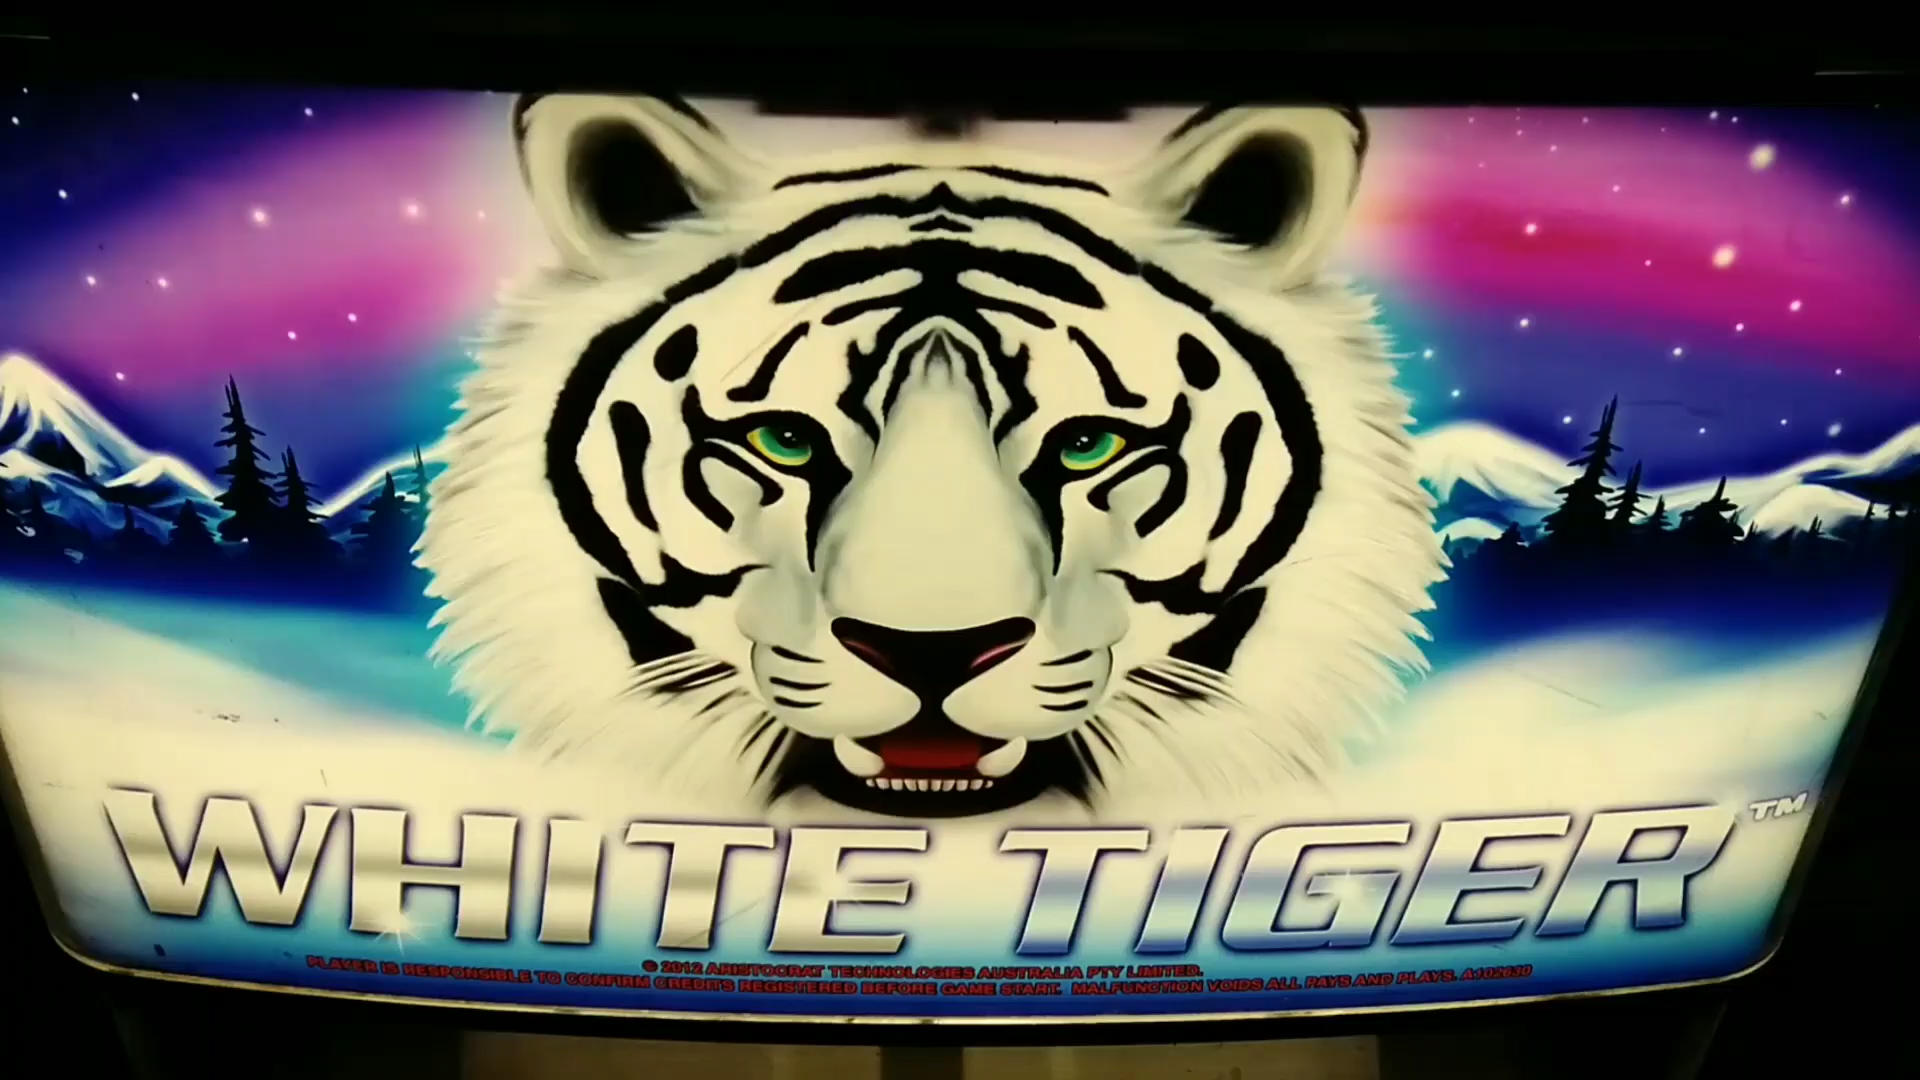 WHITE TIGER™
© 2012 ARISTOCRAT TECHNOLOGIES AUSTRALIA PTY LIMITED.
PLAYER IS RESPONSIBLE TO CONFIRM CREDITS REGISTERED BEFORE GAME START. MALFUNCTION VOIDS ALL PAYS AND PLAYS. A102630